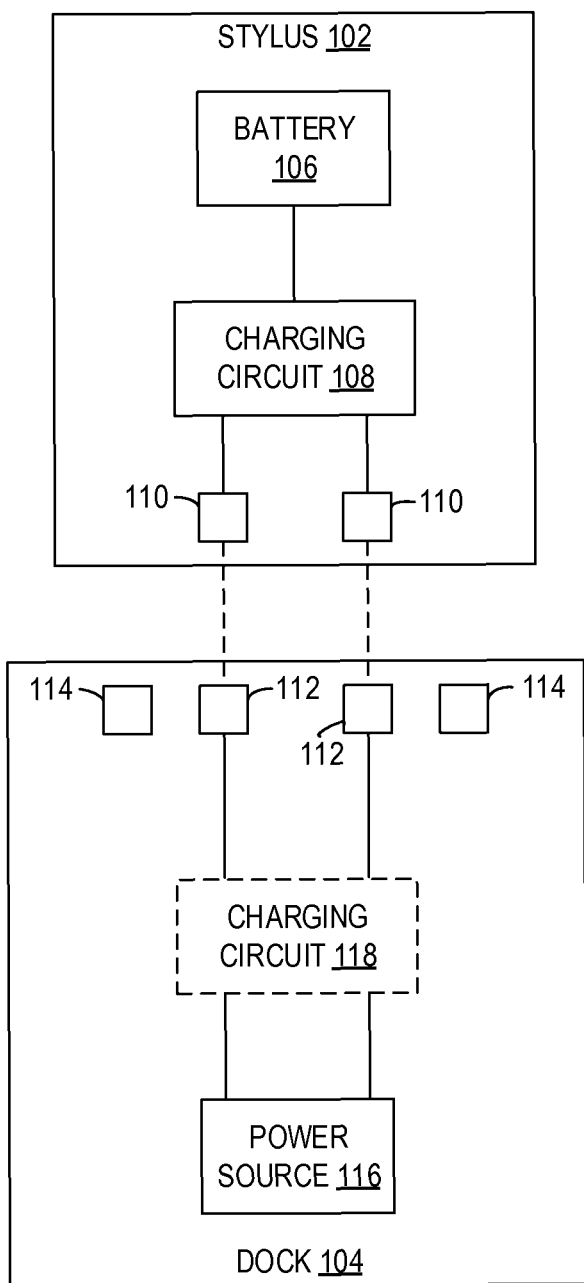 STYLUS 102
BATTERY
106
CHARGING
CIRCUIT 108
110 110
114 112 114
112
CHARGING
CIRCUIT 118
POWER
SOURCE 116
DOCK 104